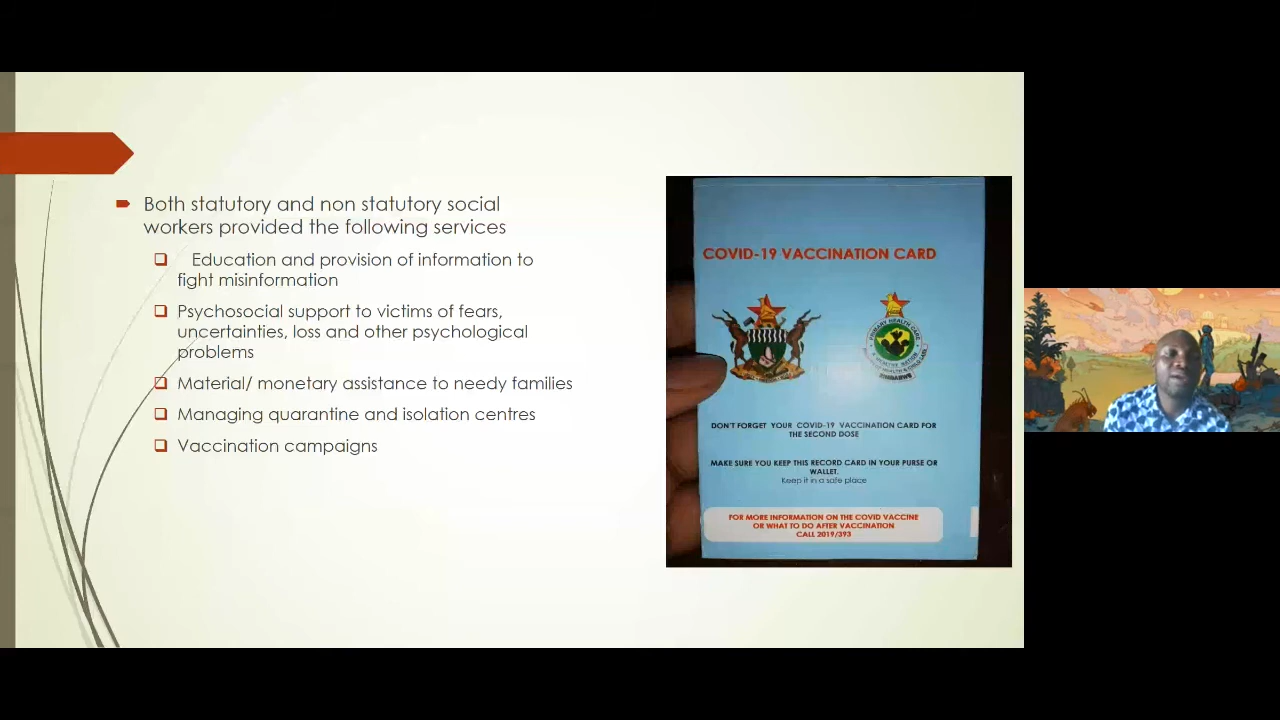 Both statutory and non statutory social
workers provided the following services
Education and provision of information to
fight misinformation
Psychosocial support to victims of fears,
uncertainties, loss and other psychological
problems
Material/ monetary assistance to needy families
Managing quarantine and isolation centres
Vaccination campaigns
COVID-19 VACCINATION CARD
PRIMARY HEALTH CARE
ZIMBABWE
DON'T FORGET YOUR COVID-19 VACCINATION CARD FOR
THE SECOND DOSE
MAKE SURE YOU KEEP THIS RECORD CARD IN YOUR PURSE OR
WALLET.
Keep it in a safe place
FOR MORE INFORMATION ON THE COVID VACCINE
OR WHAT TO DO AFTER VACCINATION
CALL 2019/393